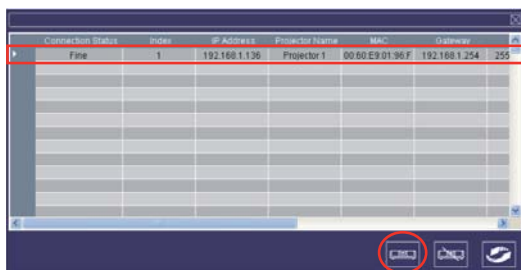 Connection Status Index IP Address Projector Name MAC Gateway
Fine 1 192.168.1.136 Projector 1 00:60:E9:01:96:F 192.168.1.254 255